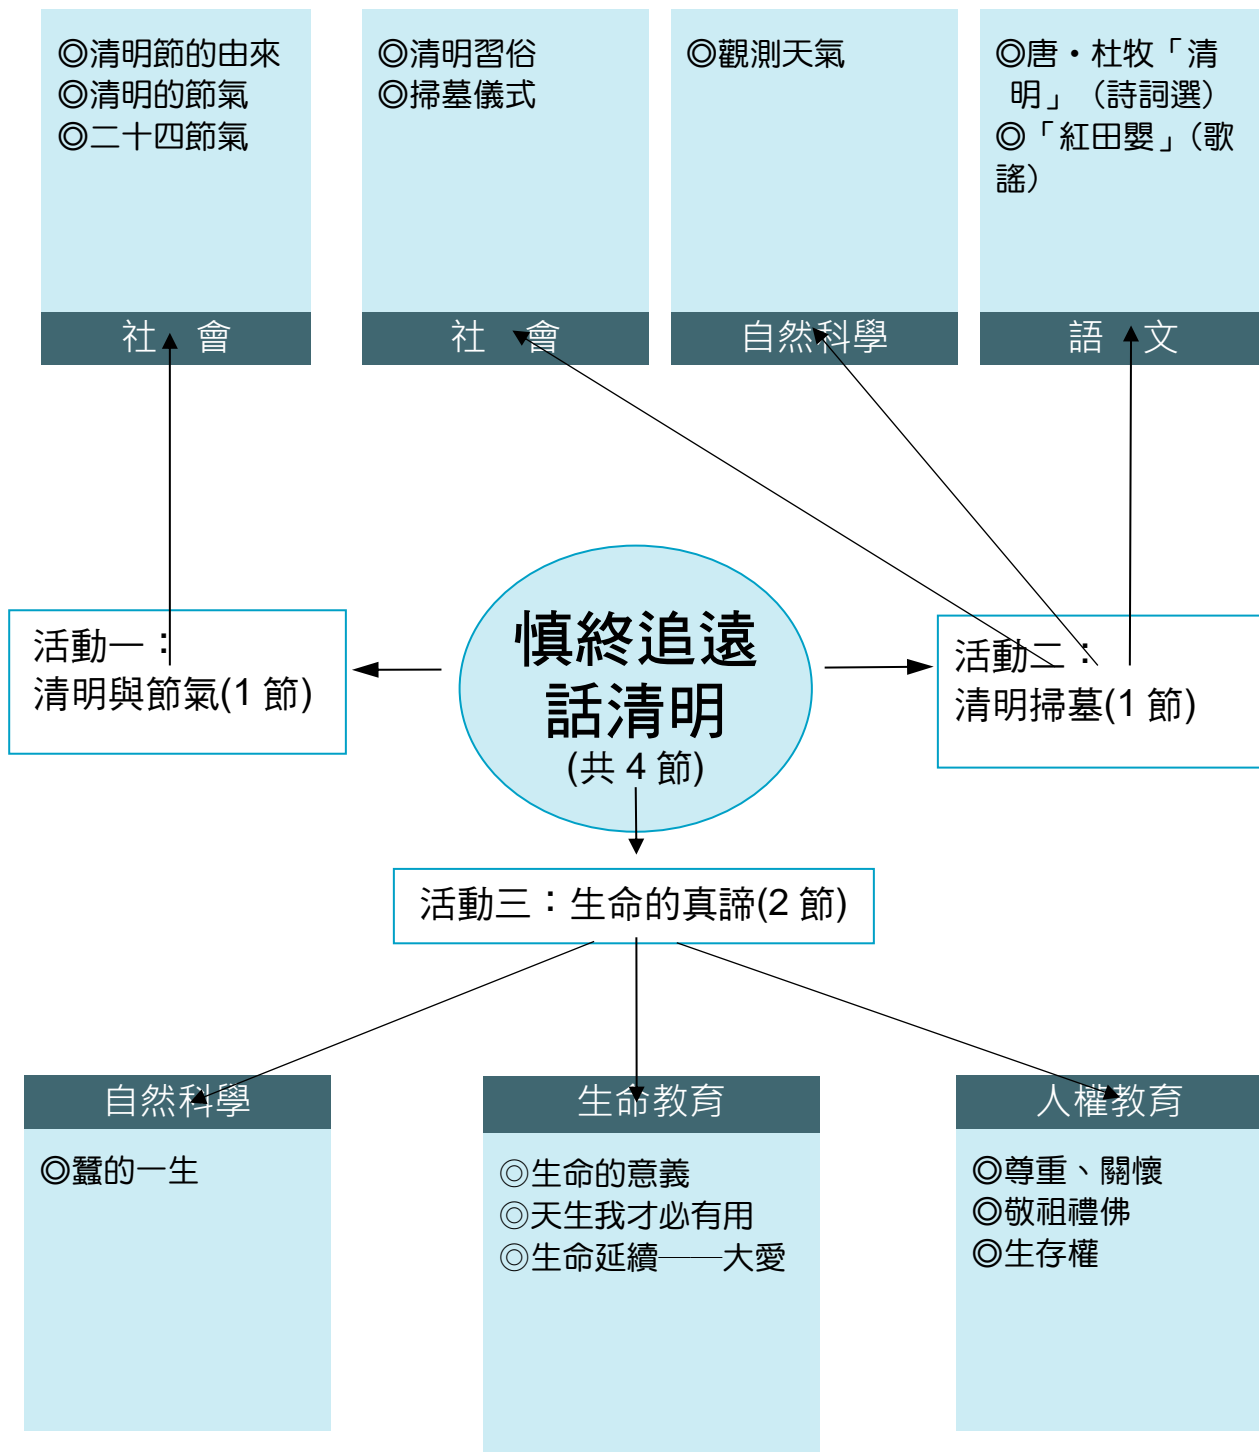 ◎清明節的由來
◎清明的節氣
◎二十四節氣
社 會
◎清明習俗
◎掃墓儀式
社 會
◎觀測天氣
自然科學
◎唐‧杜牧「清
明」（詩詞選）
◎「紅田嬰」（歌
謠）
語 文
活動一：
清明與節氣(1 節)
慎終追遠
話清明
(共 4 節)
活動二：
清明掃墓(1 節)
活動三：生命的真諦(2 節)
自然科學
◎蠶的一生
生命教育
◎生命的意義
◎天生我才必有用
◎生命延續——大愛
人權教育
◎尊重、關懷
◎敬祖禮佛
◎生存權